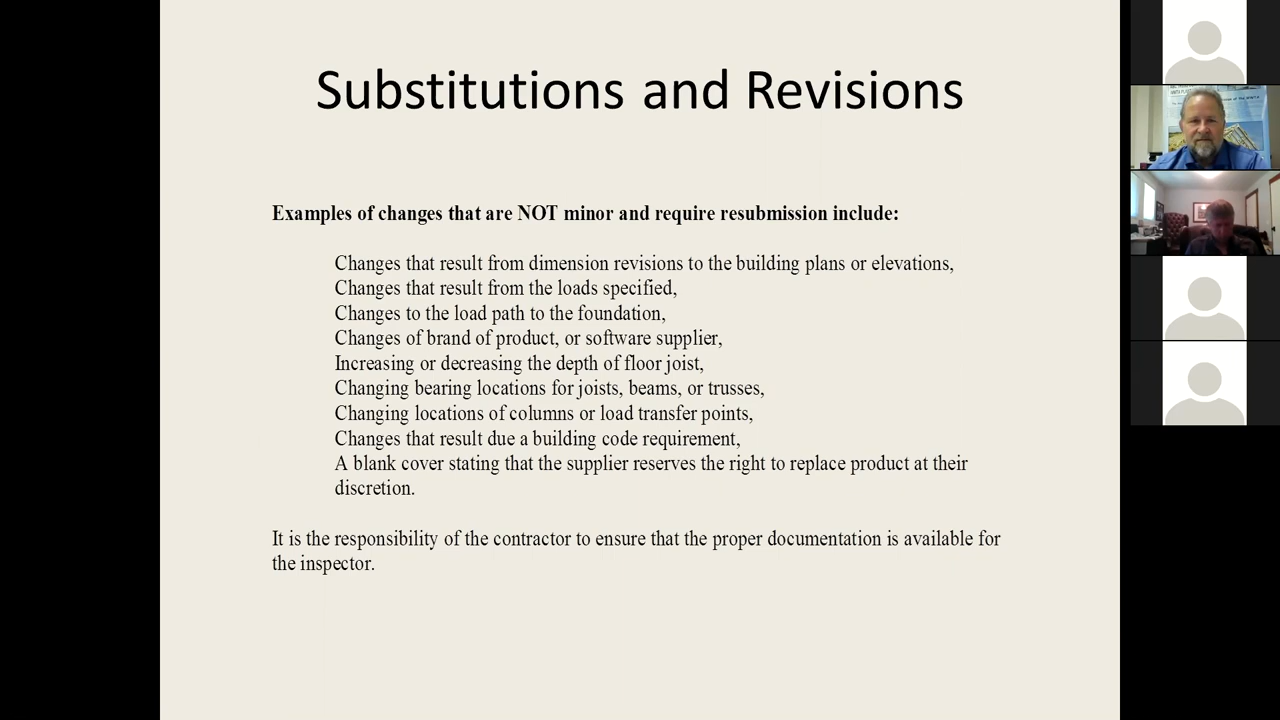 Substitutions and Revisions
Examples of changes that are NOT minor and require resubmission include:
Changes that result from dimension revisions to the building plans or elevations,
Changes that result from the loads specified,
Changes to the load path to the foundation,
Changes of brand of product, or software supplier,
Increasing or decreasing the depth of floor joist,
Changing bearing locations for joists, beams, or trusses,
Changing locations of columns or load transfer points,
Changes that result due a building code requirement,
A blank cover stating that the supplier reserves the right to replace product at their
discretion.
It is the responsibility of the contractor to ensure that the proper documentation is available for
the inspector.